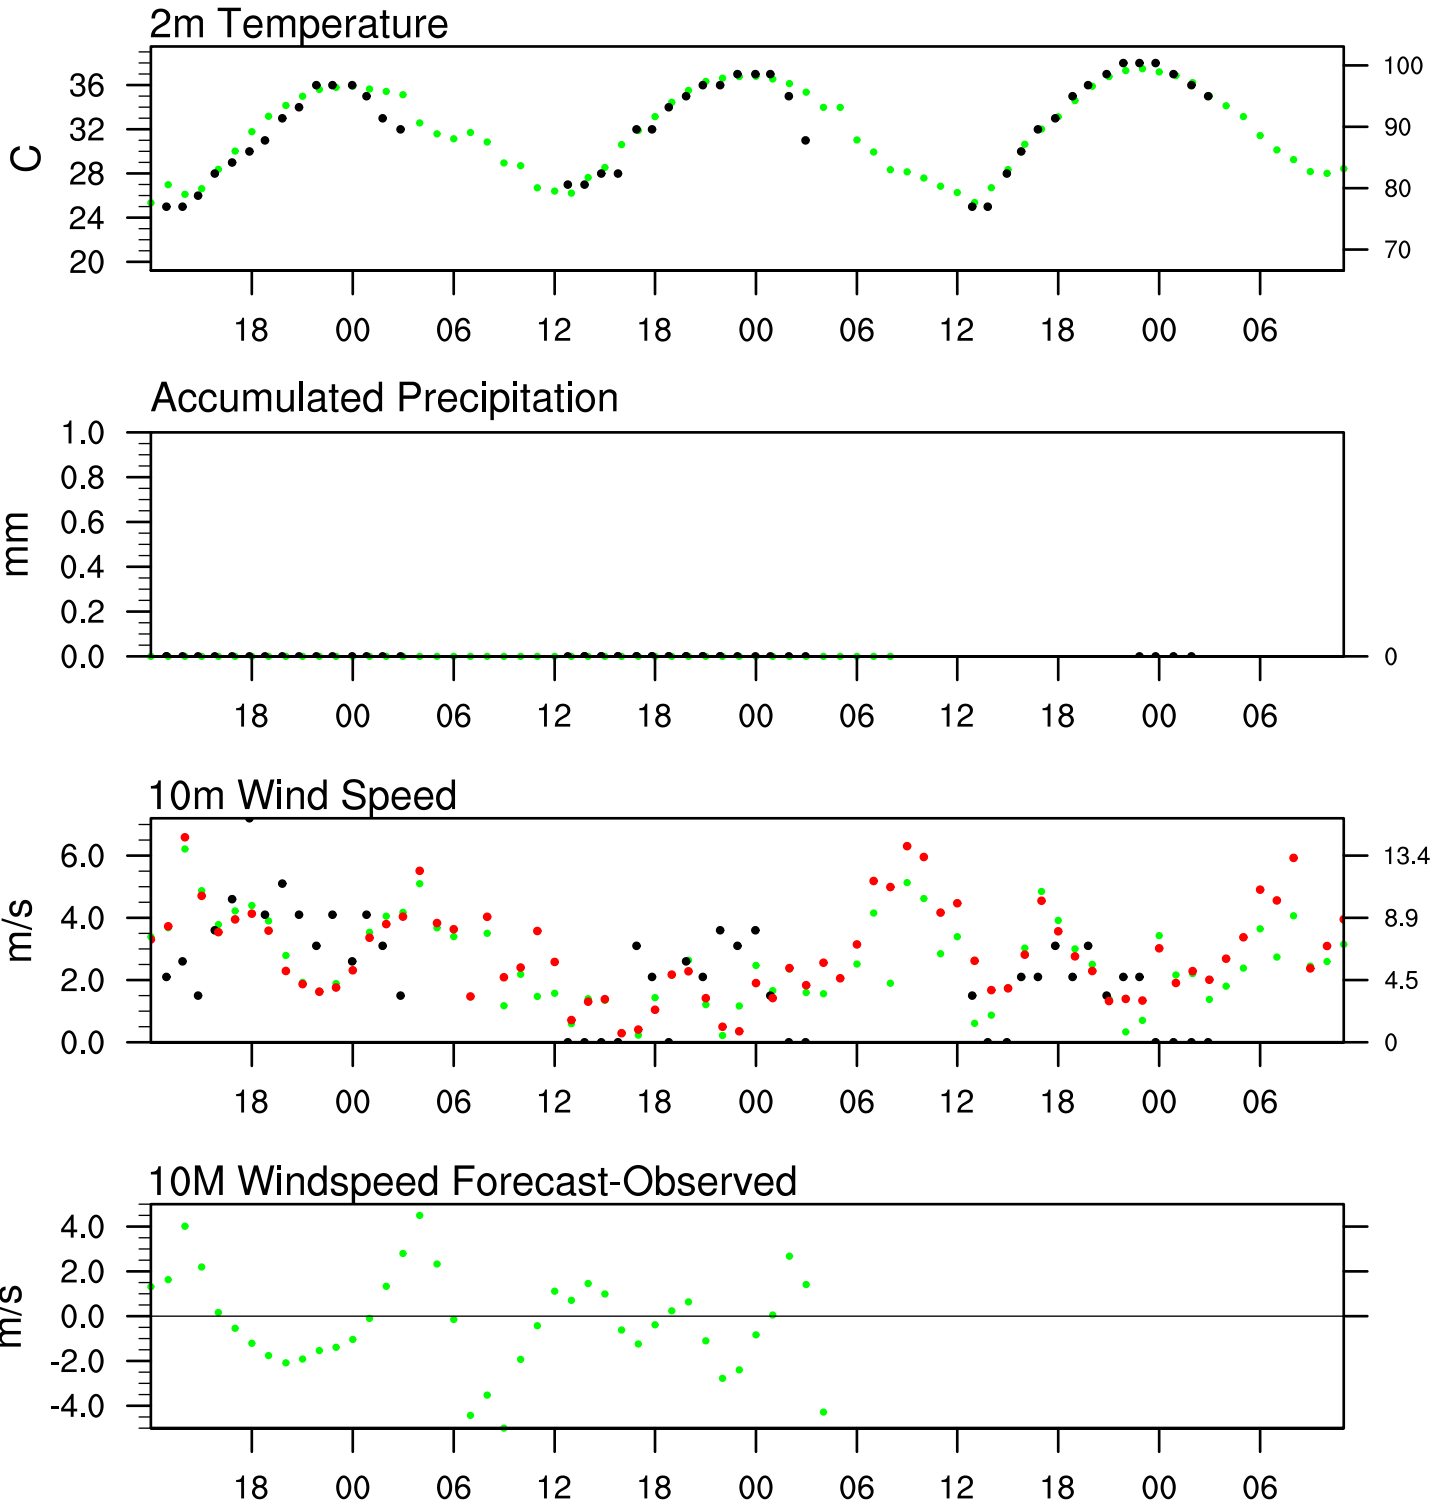 2m Temperature
36
32
28
24
20
C
100
90
80
70
18 00 06 12 18 00 06 12 18 00 06
Accumulated Precipitation
1.0
0.8
0.6
0.4
0.2
0.0
mm
0
18 00 06 12 18 00 06 12 18 00 06
10m Wind Speed
6.0
4.0
2.0
0.0
m/s
13.4
8.9
4.5
0
18 00 06 12 18 00 06 12 18 00 06
10M Windspeed Forecast-Observed
4.0
2.0
0.0
-2.0
-4.0
m/s
18 00 06 12 18 00 06 12 18 00 06